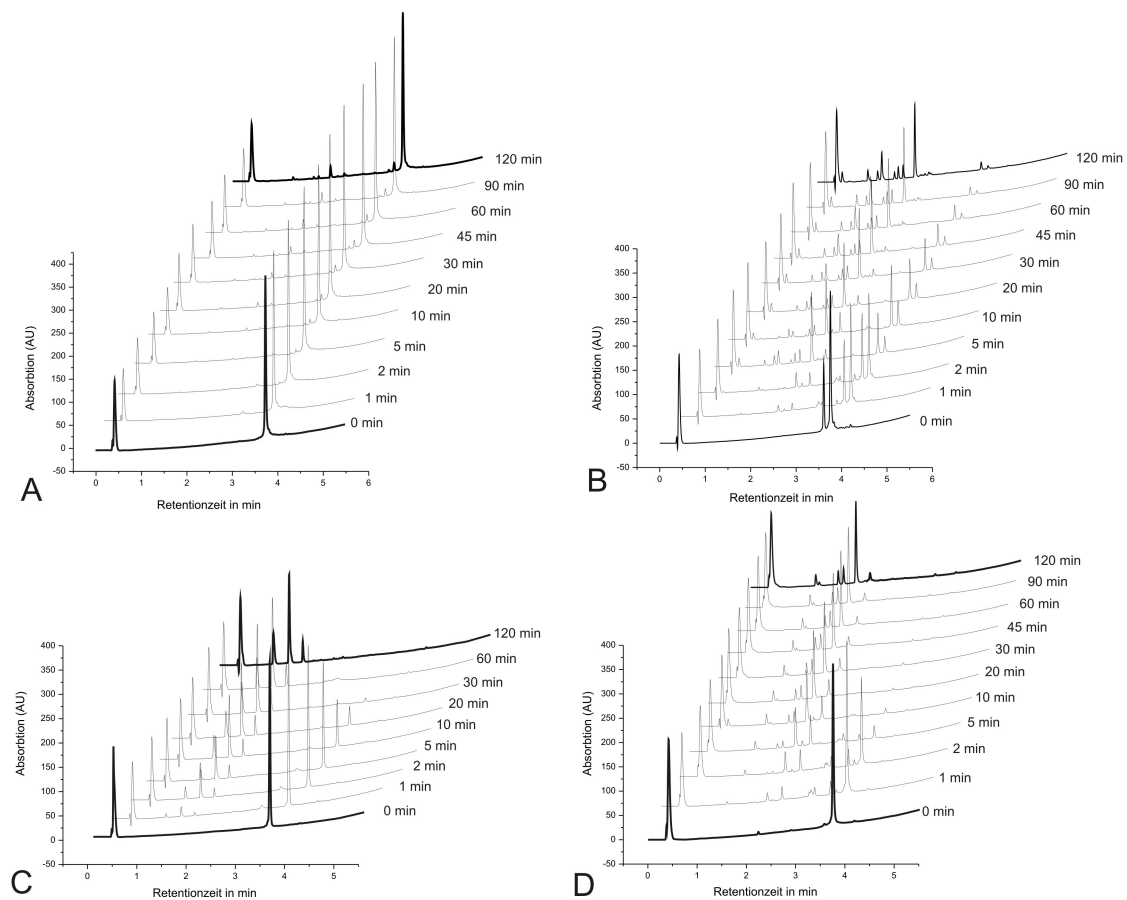 120 min
90 min
60 min
45 min
30 min
20 min
10 min
5 min
2 min
1 min
0 min
400
350
300
250
200
150
100
50
0
-50
Absorbtion (AU)
0 1 2 3 4 5 6
Retentionzeit in min
A
120 min
90 min
60 min
45 min
30 min
20 min
10 min
5 min
2 min
1 min
0 min
400
350
300
250
200
150
100
50
0
-50
Absorbtion (AU)
0 1 2 3 4 5 6
Retentionzeit in min
B
120 min
60 min
30 min
20 min
10 min
5 min
2 min
1 min
0 min
400
350
300
250
200
150
100
50
0
-50
Absorbtion (AU)
0 1 2 3 4 5
Retentionzeit in min
C
120 min
90 min
60 min
45 min
30 min
20 min
10 min
5 min
2 min
1 min
0 min
400
350
300
250
200
150
100
50
0
-50
Absorbtion (AU)
0 1 2 3 4 5
Retentionzeit in min
D